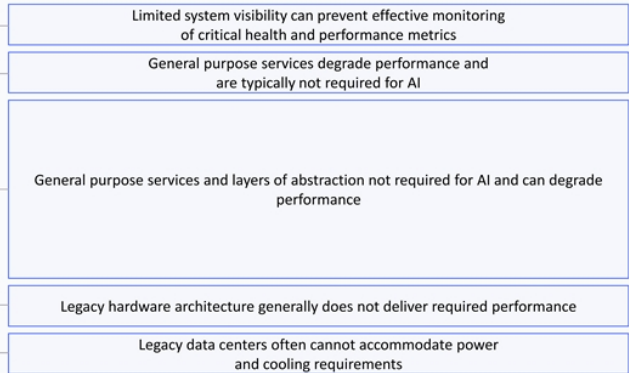 Limited system visibility can prevent effective monitoring
of critical health and performance metrics
General purpose services degrade performance and
are typically not required for AI
General purpose services and layers of abstraction not required for AI and can degrade
performance
Legacy hardware architecture generally does not deliver required performance
Legacy data centers often cannot accommodate power
and cooling requirements